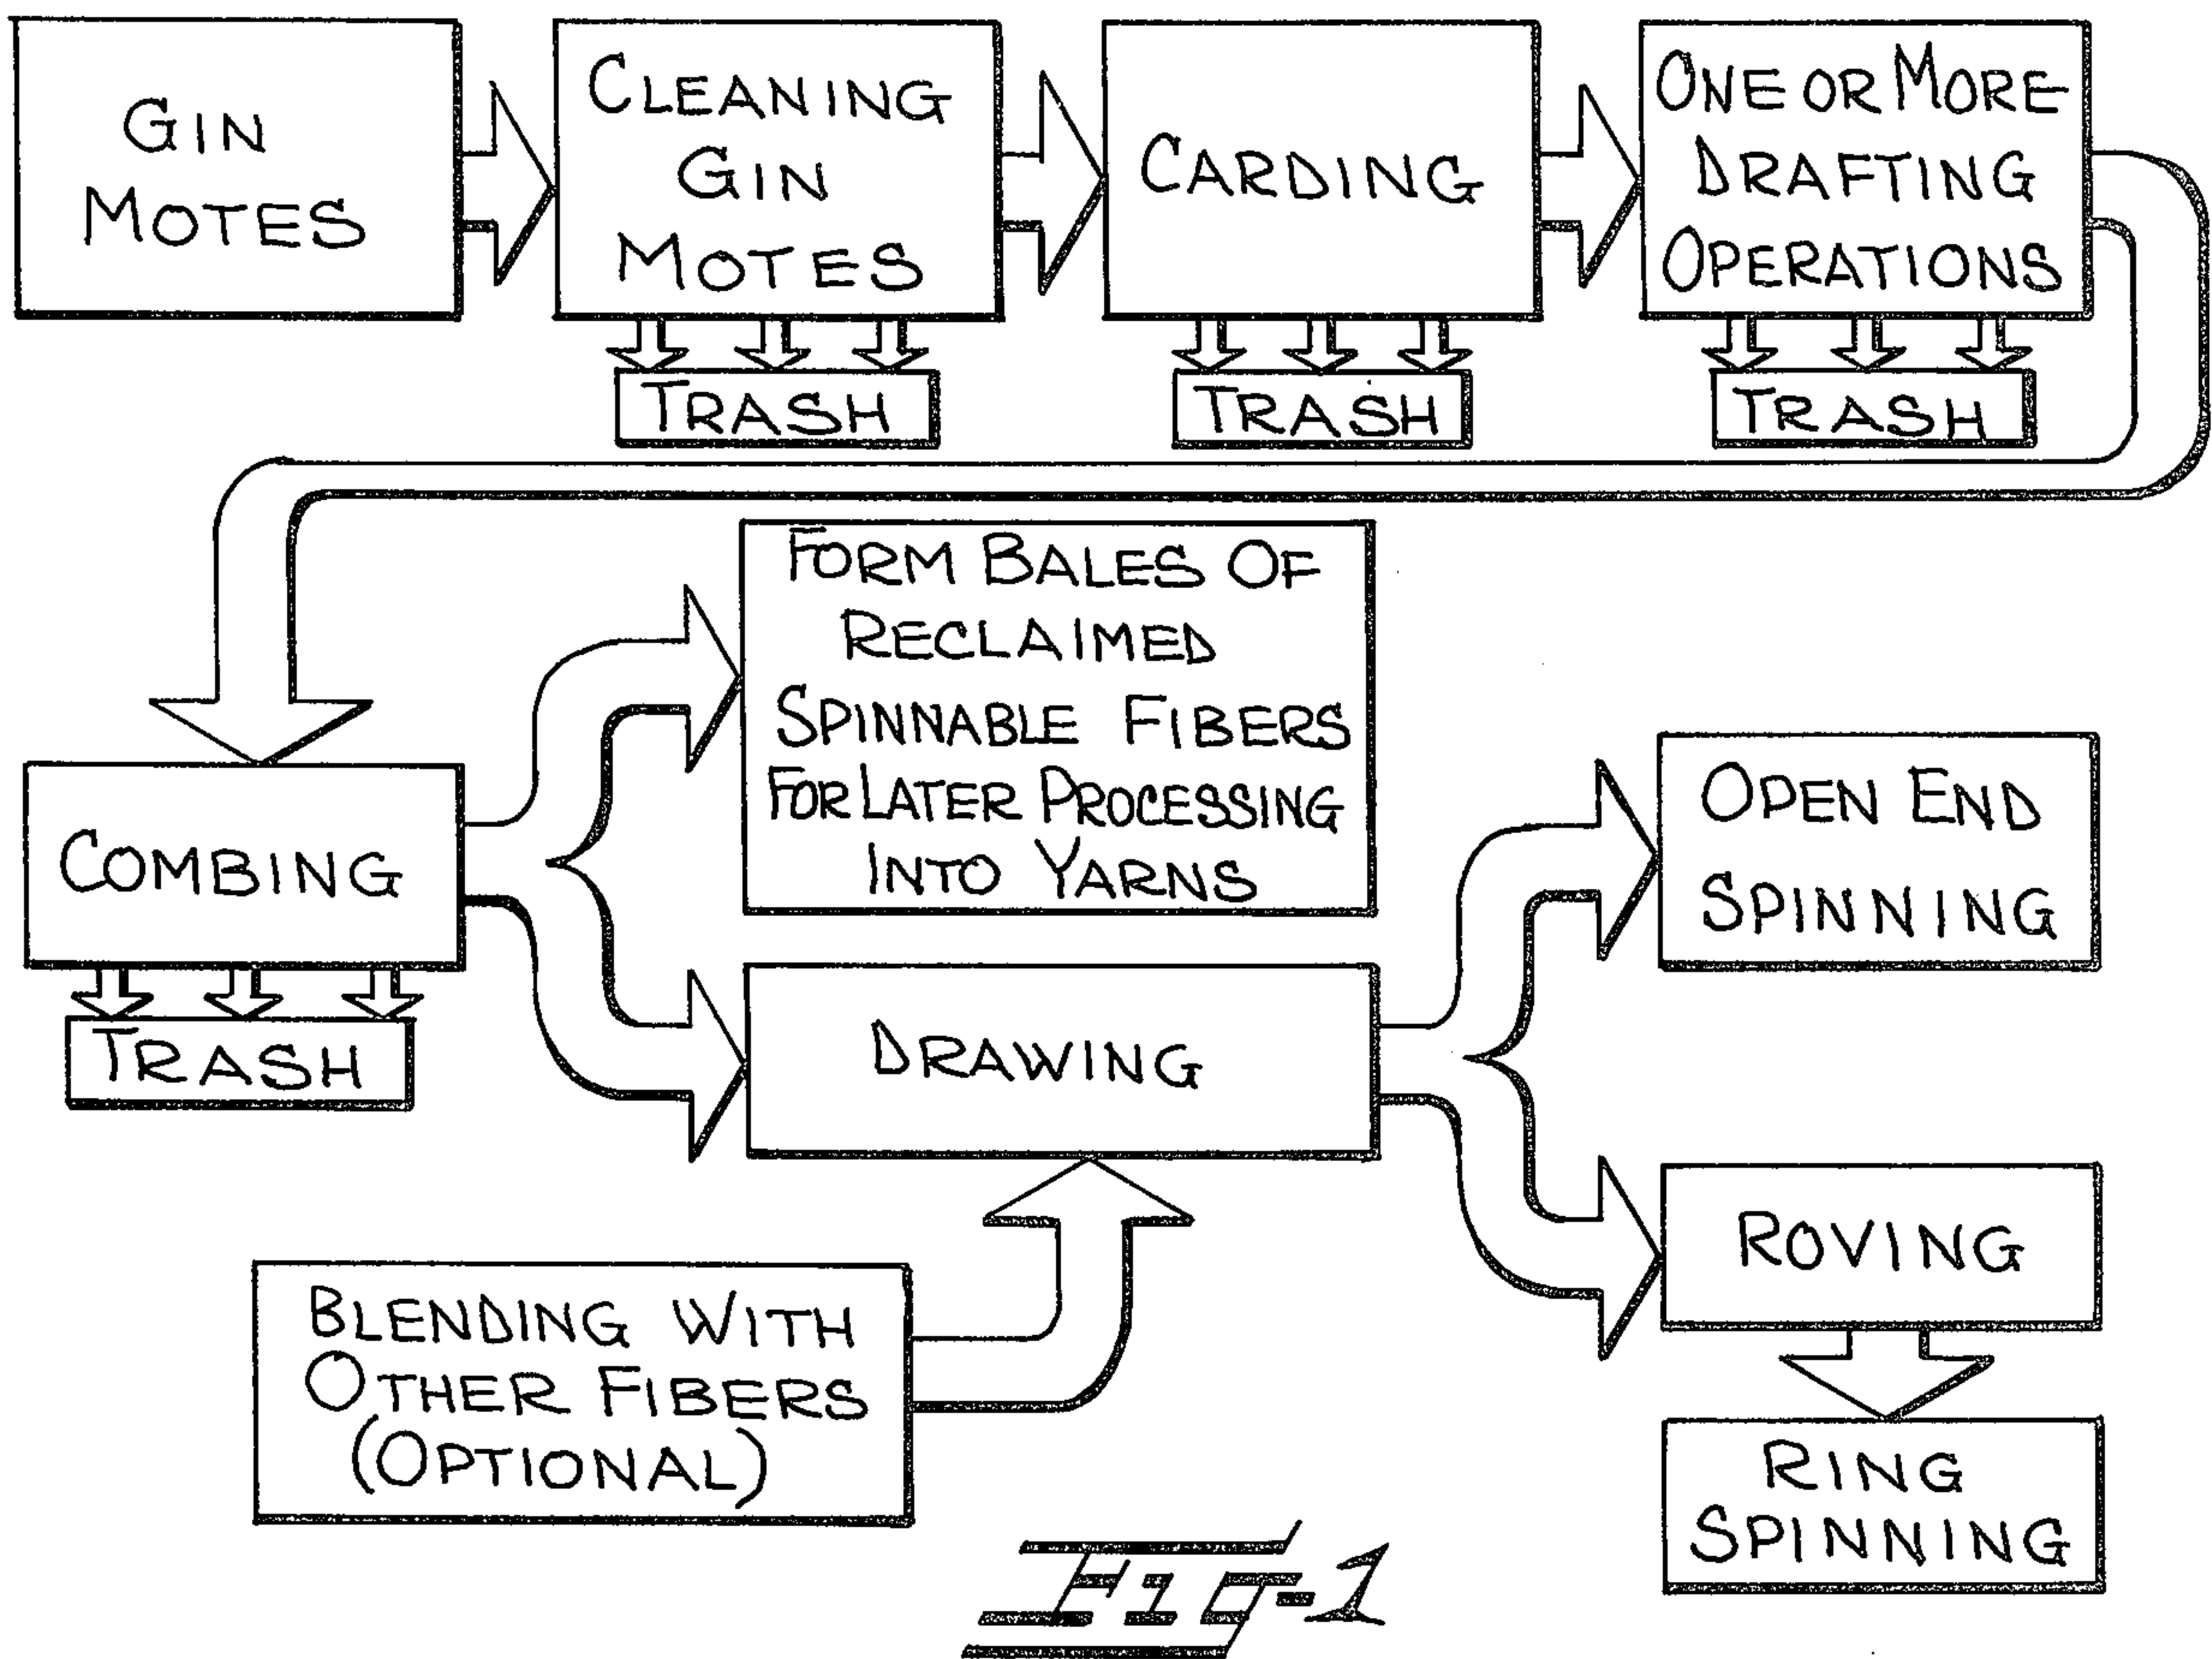 GIN
MOTES
CLEANING
GIN
MOTES
CARDING
ONE OR MORE
DRAFTING
OPERATIONS
TRASH
TRASH
TRASH
FORM BALES OF
RECLAIMED
SPINNABLE FIBERS
FOR LATER PROCESSING
INTO YARNS
COMBING
TRASH
DRAWING
OPEN END
SPINNING
ROVING
BLENDING WITH
OTHER FIBERS
(OPTIONAL)
RING
SPINNING
FIG-1